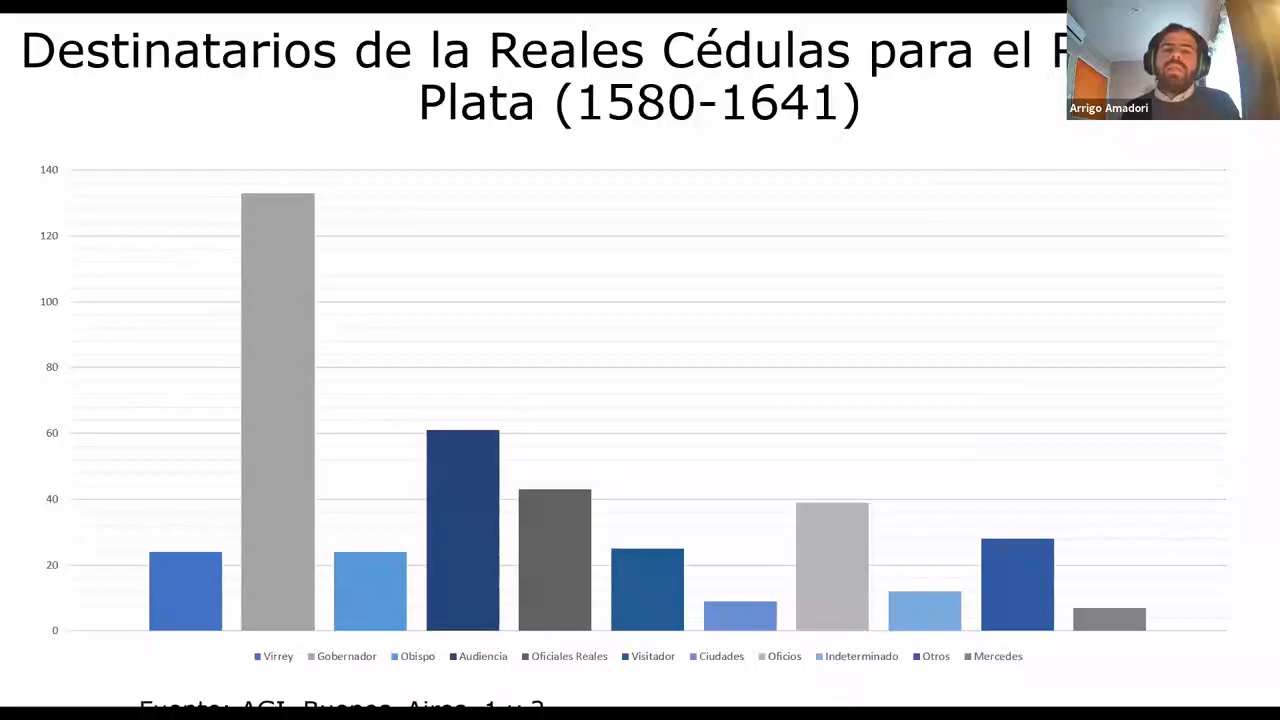 Destinatarios de la Reales Cédulas para el
Plata (1580-1641)
Arrigo Amadori
140
120
100
80
60
40
20
0
Virrey Gobernador Obispo Audiencia Oficiales Reales Visitador Ciudades Oficios Indeterminado Otros Mercedes
Fuente: AGI, Buenos Aires, 1 y 2